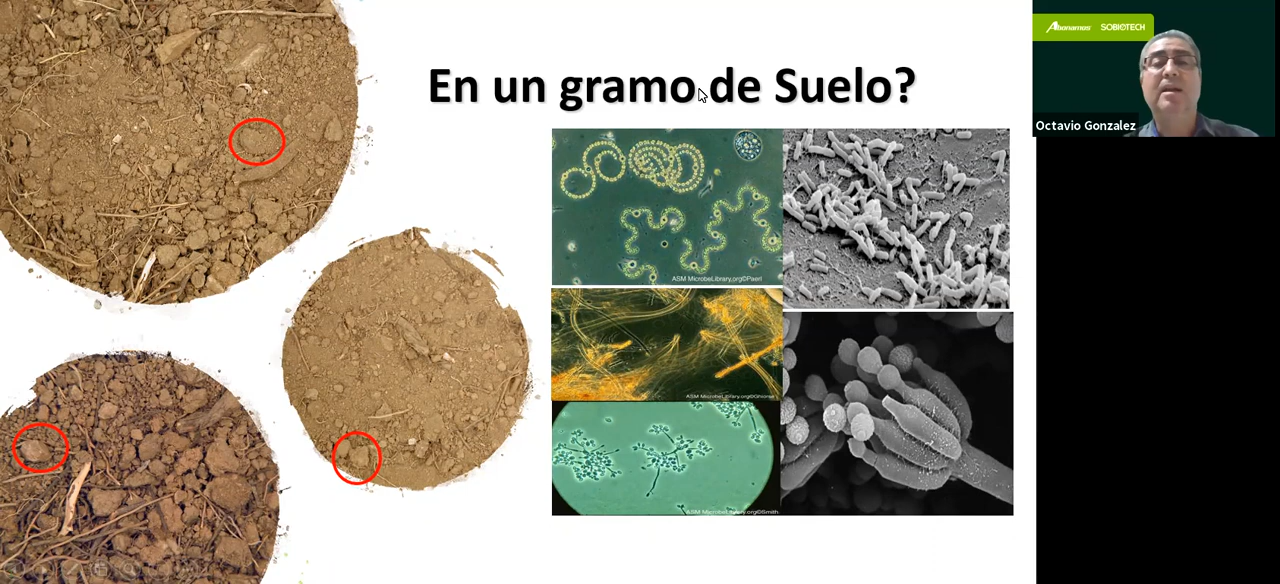 En un gramo de Suelo?
Abonamos SOBIOTECH
Octavio Gonzalez
ASM MicrobeLibrary.org©Paerl
ASM MicrobeLibrary.org©Ghiorse
ASM MicrobeLibrary.org©Smith